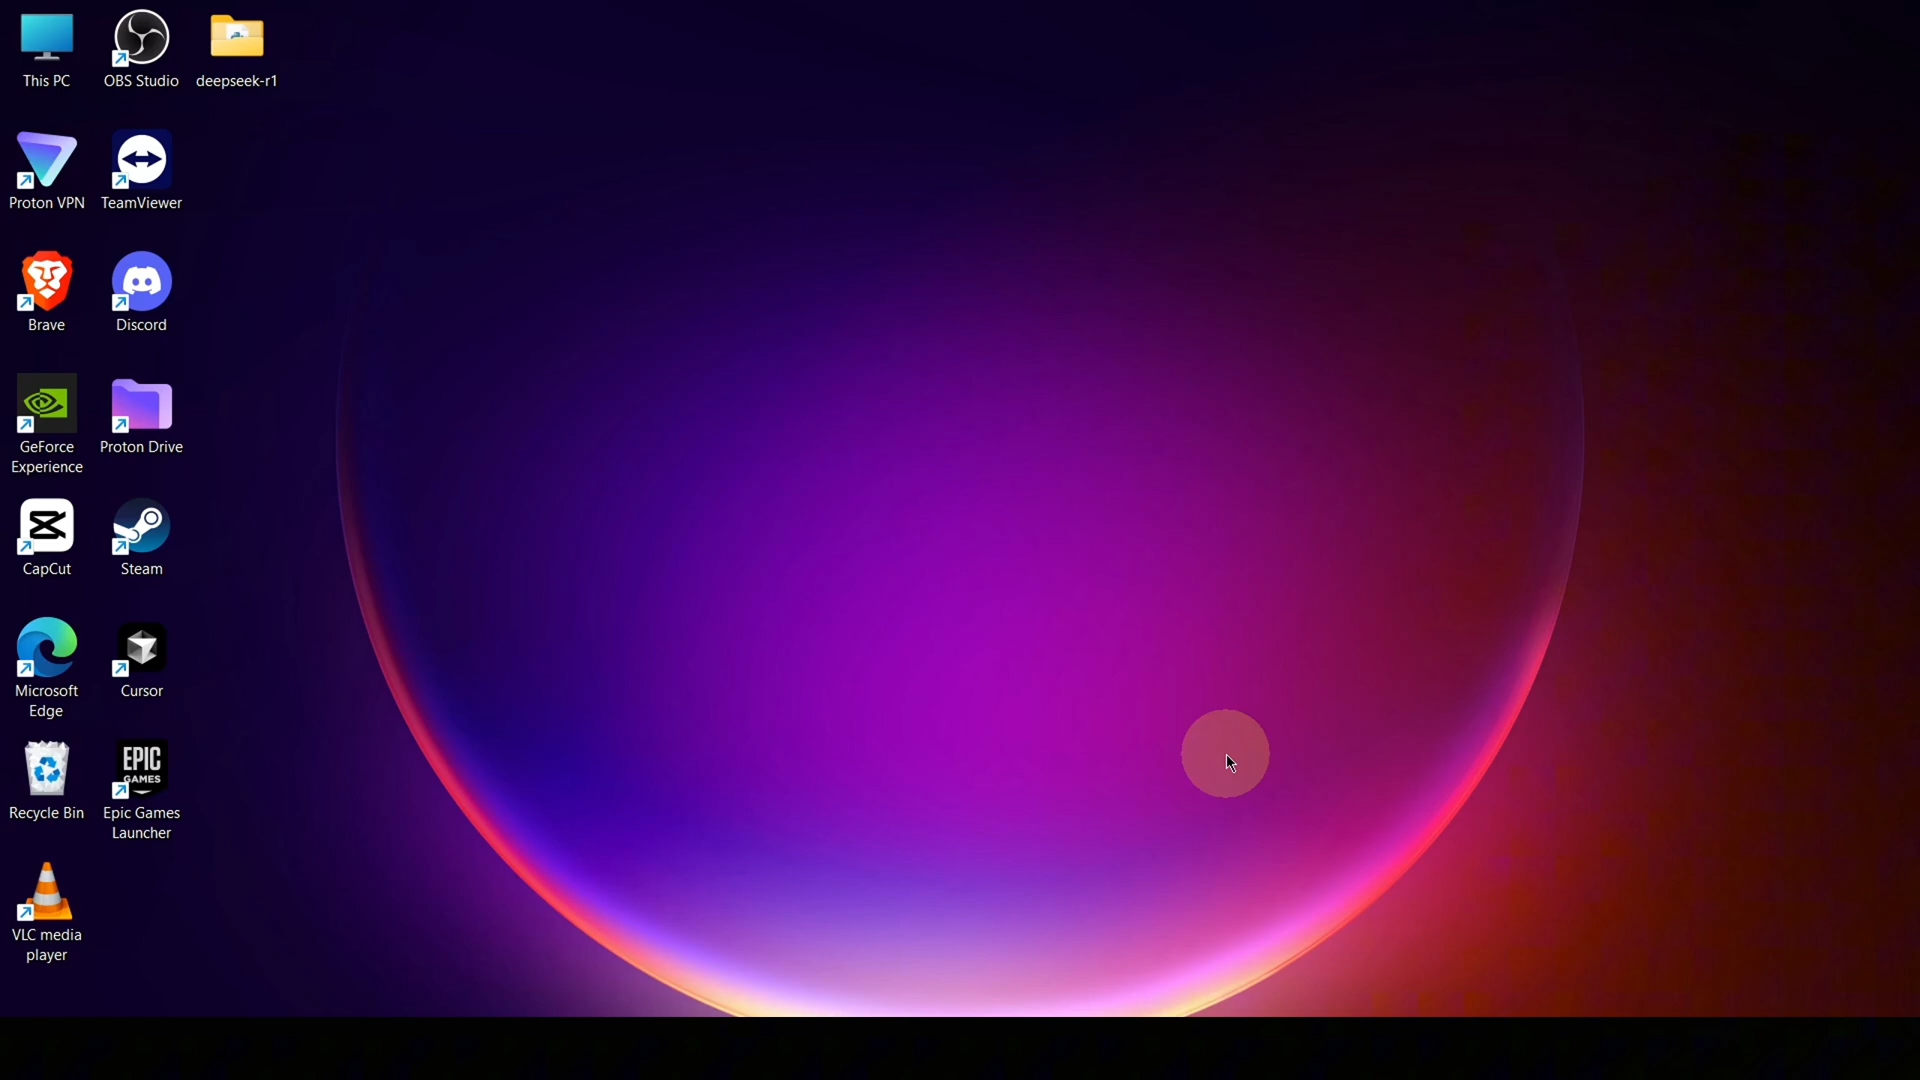 This PC
OBS Studio
deepseek-r1
Proton VPN
TeamViewer
Brave
Discord
GeForce
Experience
Proton Drive
CapCut
Steam
Microsoft
Edge
Cursor
Recycle Bin
EPIC
GAMES
Epic Games
Launcher
VLC media
player